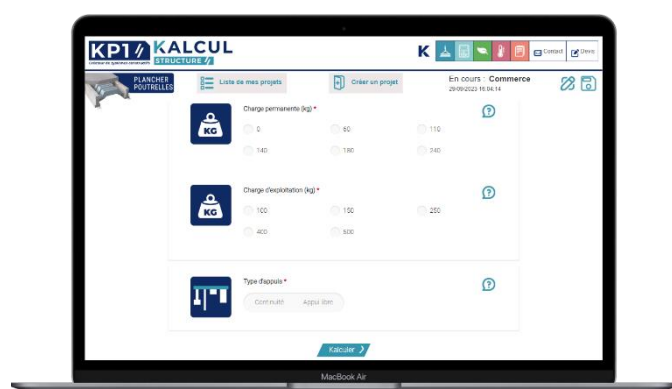 KP1 KALCUL
STRUCTURE
K
Contact
Devis
PLANCHER
POUTRELLES
Liste de mes projets
Créer un projet
En cours : Commerce
29/09/2023 16:04:14
Charge permanente (kg) *
KG
0
60
110
140
180
240
Charge d'exploitation (kg) *
KG
100
150
250
400
500
Type d'appuis *
Continuité
Appui libre
Kalculer
MacBook Air